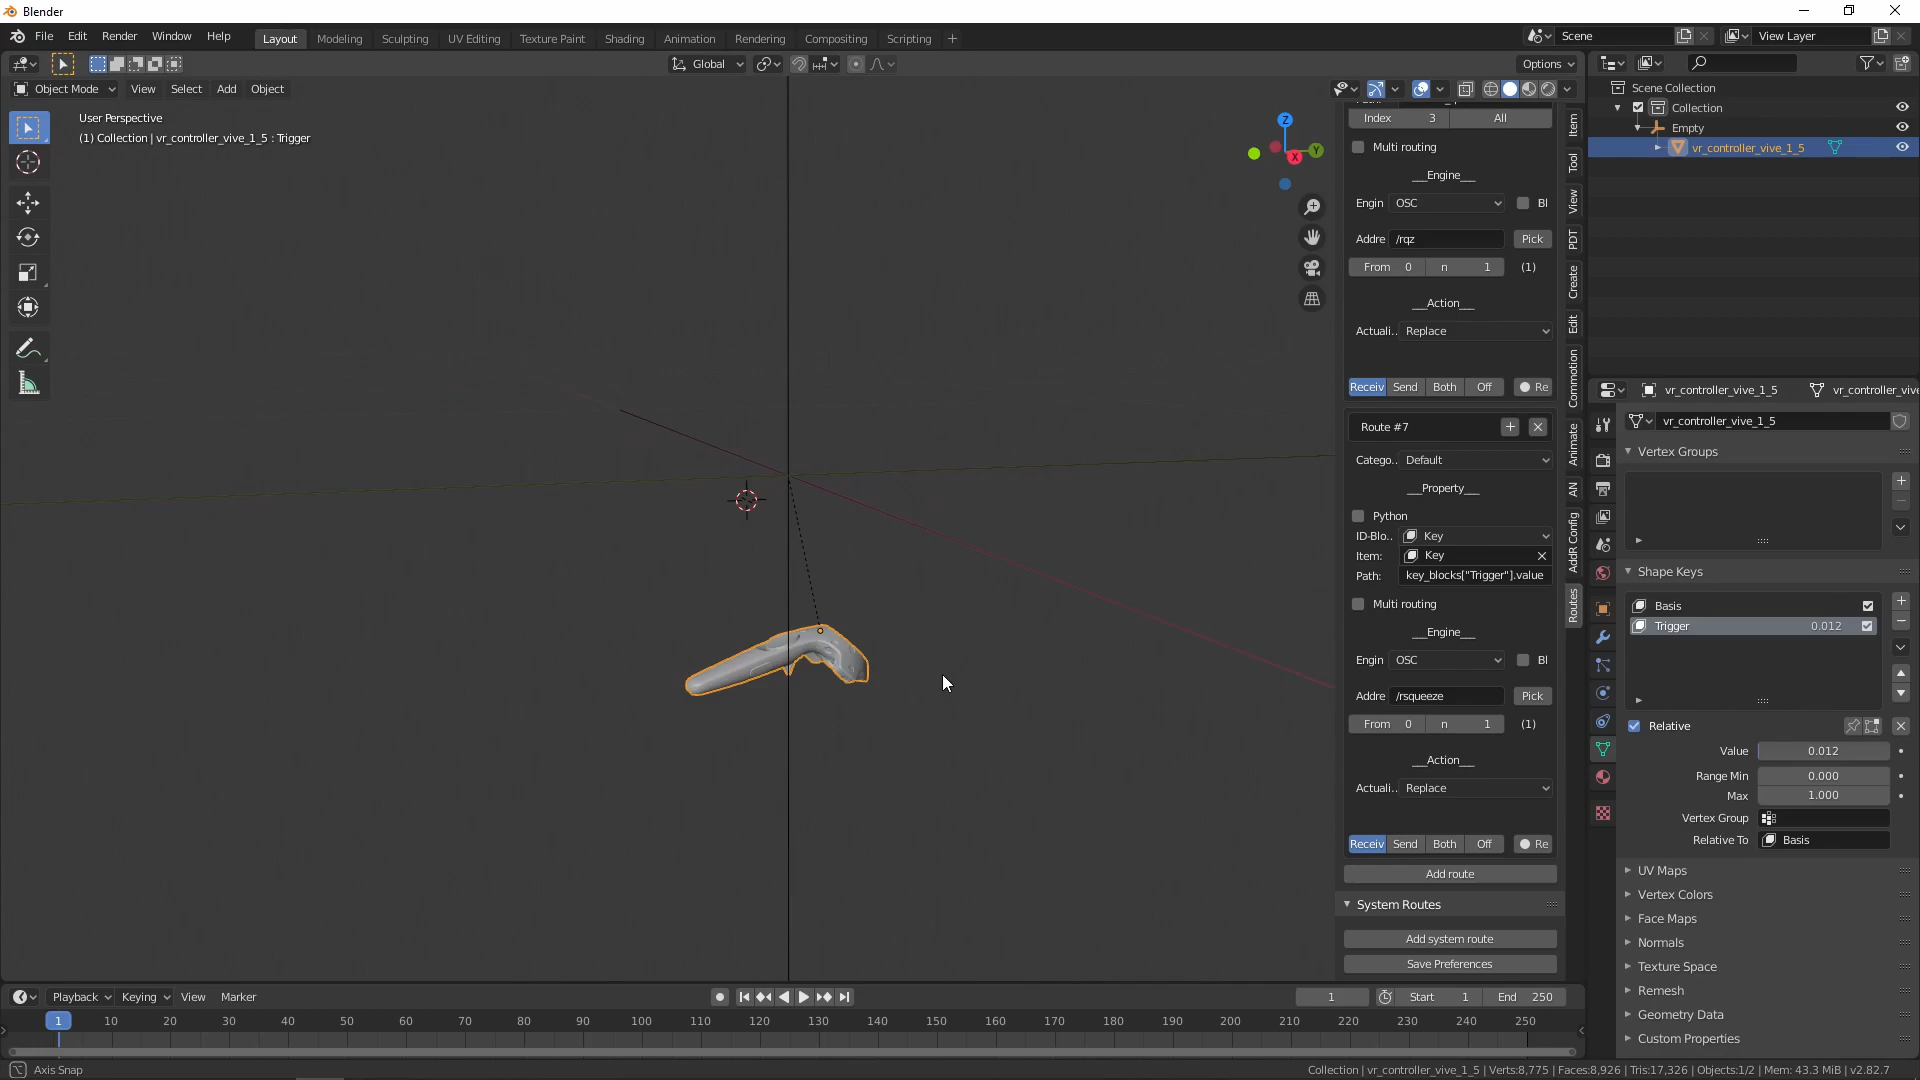 Blender
File Edit Render Window Help
Layout Modeling Sculpting UV Editing Texture Paint Shading Animation Rendering Compositing Scripting
Scene
View Layer
Global
Options
Object Mode View Select Add Object
User Perspective
(1) Collection | vr_controller_vive_1_5 : Trigger
Z
Y
X
Index 3 All
Multi routing
___Engine___
Engin OSC Bl
Addre /rqz Pick
From 0 n 1 (1)
___Action___
Actuali.. Replace
Receiv Send Both Off Re
Route #7
Catego.. Default
___Property___
Python
ID-Blo.. Key
Item: Key
Path: key_blocks["Trigger"].value
Multi routing
___Engine___
Engin OSC Bl
Addre /rsqueeze Pick
From 0 n 1 (1)
___Action___
Actuali.. Replace
Receiv Send Both Off Re
Add route
System Routes
Add system route
Save Preferences
Item
Tool
View
PDT
Create
Edit
Commotion
Animate
AN
AddR Config
Routes
Scene Collection
Collection
Empty
vr_controller_vive_1_5
vr_controller_vive_1_5 vr_controller_vive
vr_controller_vive_1_5
Vertex Groups
Shape Keys
Basis
Trigger 0.012
Relative
Value 0.012
Range Min 0.000
Max 1.000
Vertex Group
Relative To Basis
UV Maps
Vertex Colors
Face Maps
Normals
Texture Space
Remesh
Geometry Data
Custom Properties
Playback Keying View Marker
1 Start 1 End 250
1 10 20 30 40 50 60 70 80 90 100 110 120 130 140 150 160 170 180 190 200 210 220 230 240 250
Axis Snap
Collection | vr_controller_vive_1_5 | Verts:8,775 | Faces:8,926 | Tris:17,326 | Objects:1/2 | Mem: 43.3 MiB | v2.82.7